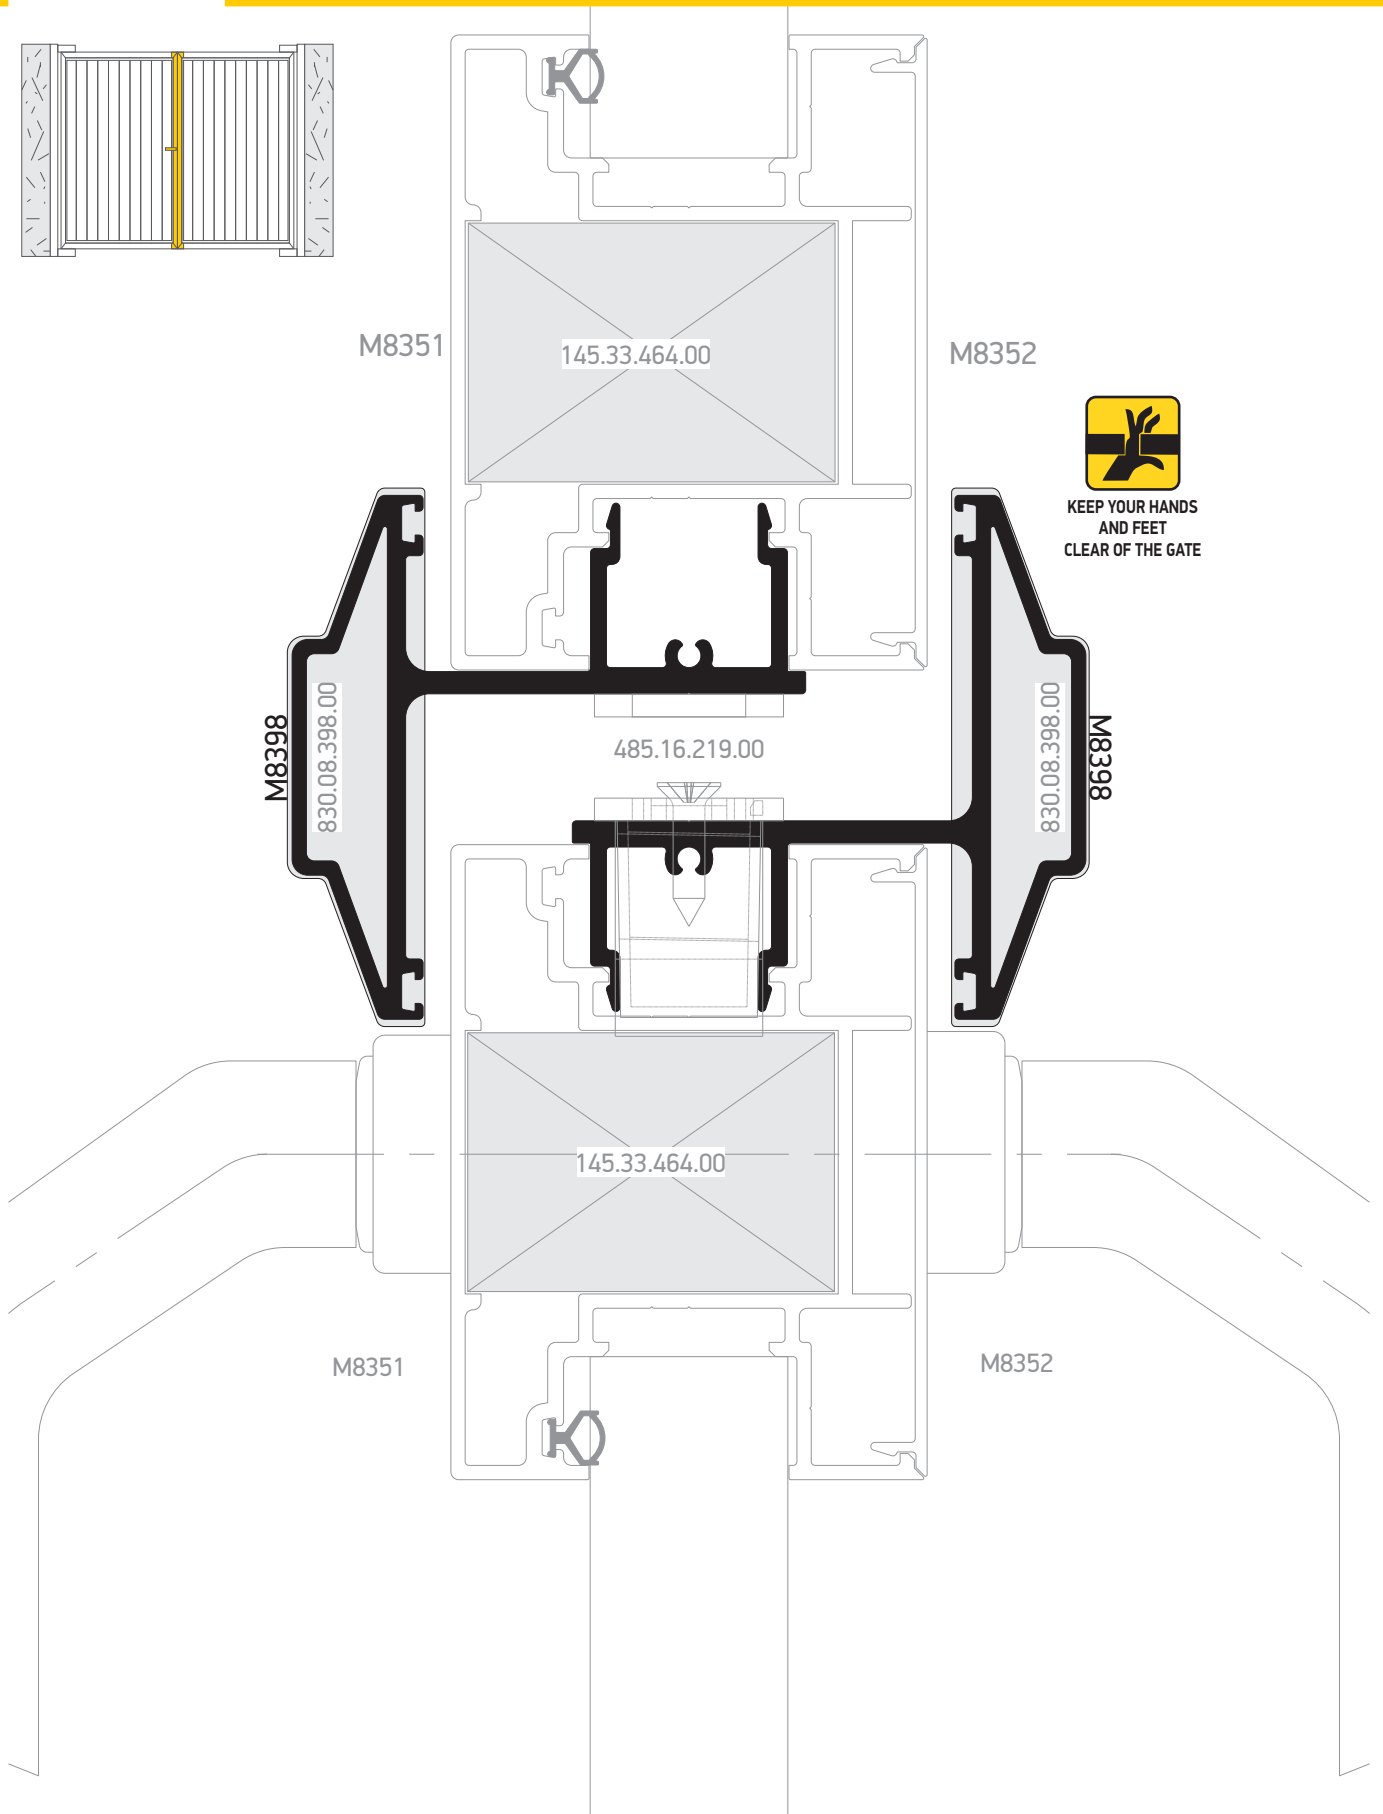 M8351
145.33.464.00
M8352
KEEP YOUR HANDS
AND FEET
CLEAR OF THE GATE
M8398
830.08.398.00
485.16.219.00
830.08.398.00
M8398
145.33.464.00
M8351
M8352